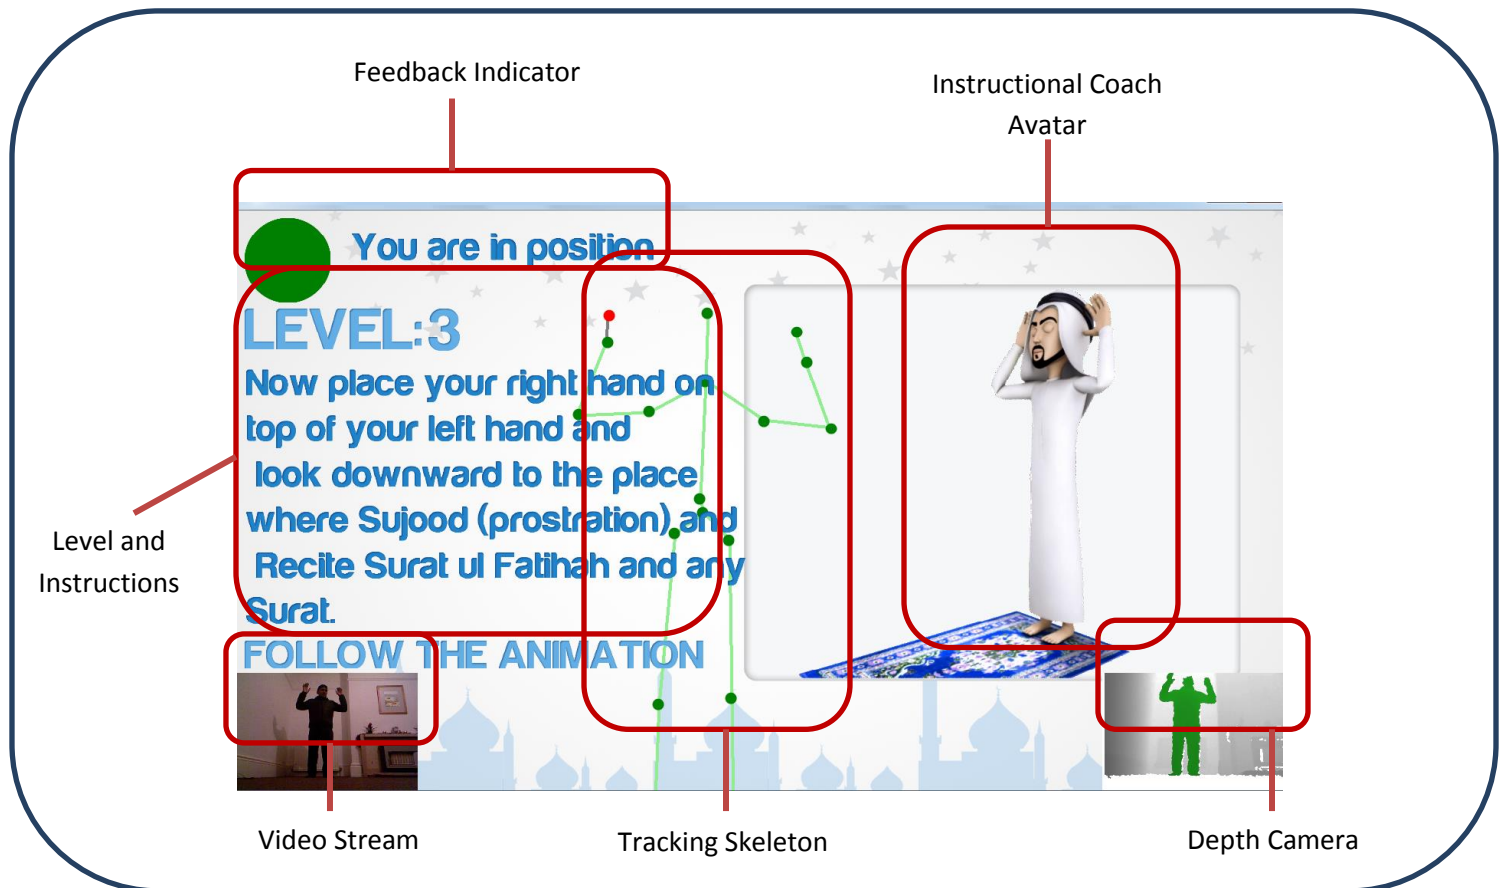 Feedback Indicator
Instructional Coach
Avatar
You are in position
LEVEL:3
Now place your right hand on
top of your left hand and
look downward to the place
where Sujood (prostration) and
Recite Surat ul Fatihah and any
Surat.
FOLLOW THE ANIMATION
Level and
Instructions
Video Stream
Tracking Skeleton
Depth Camera